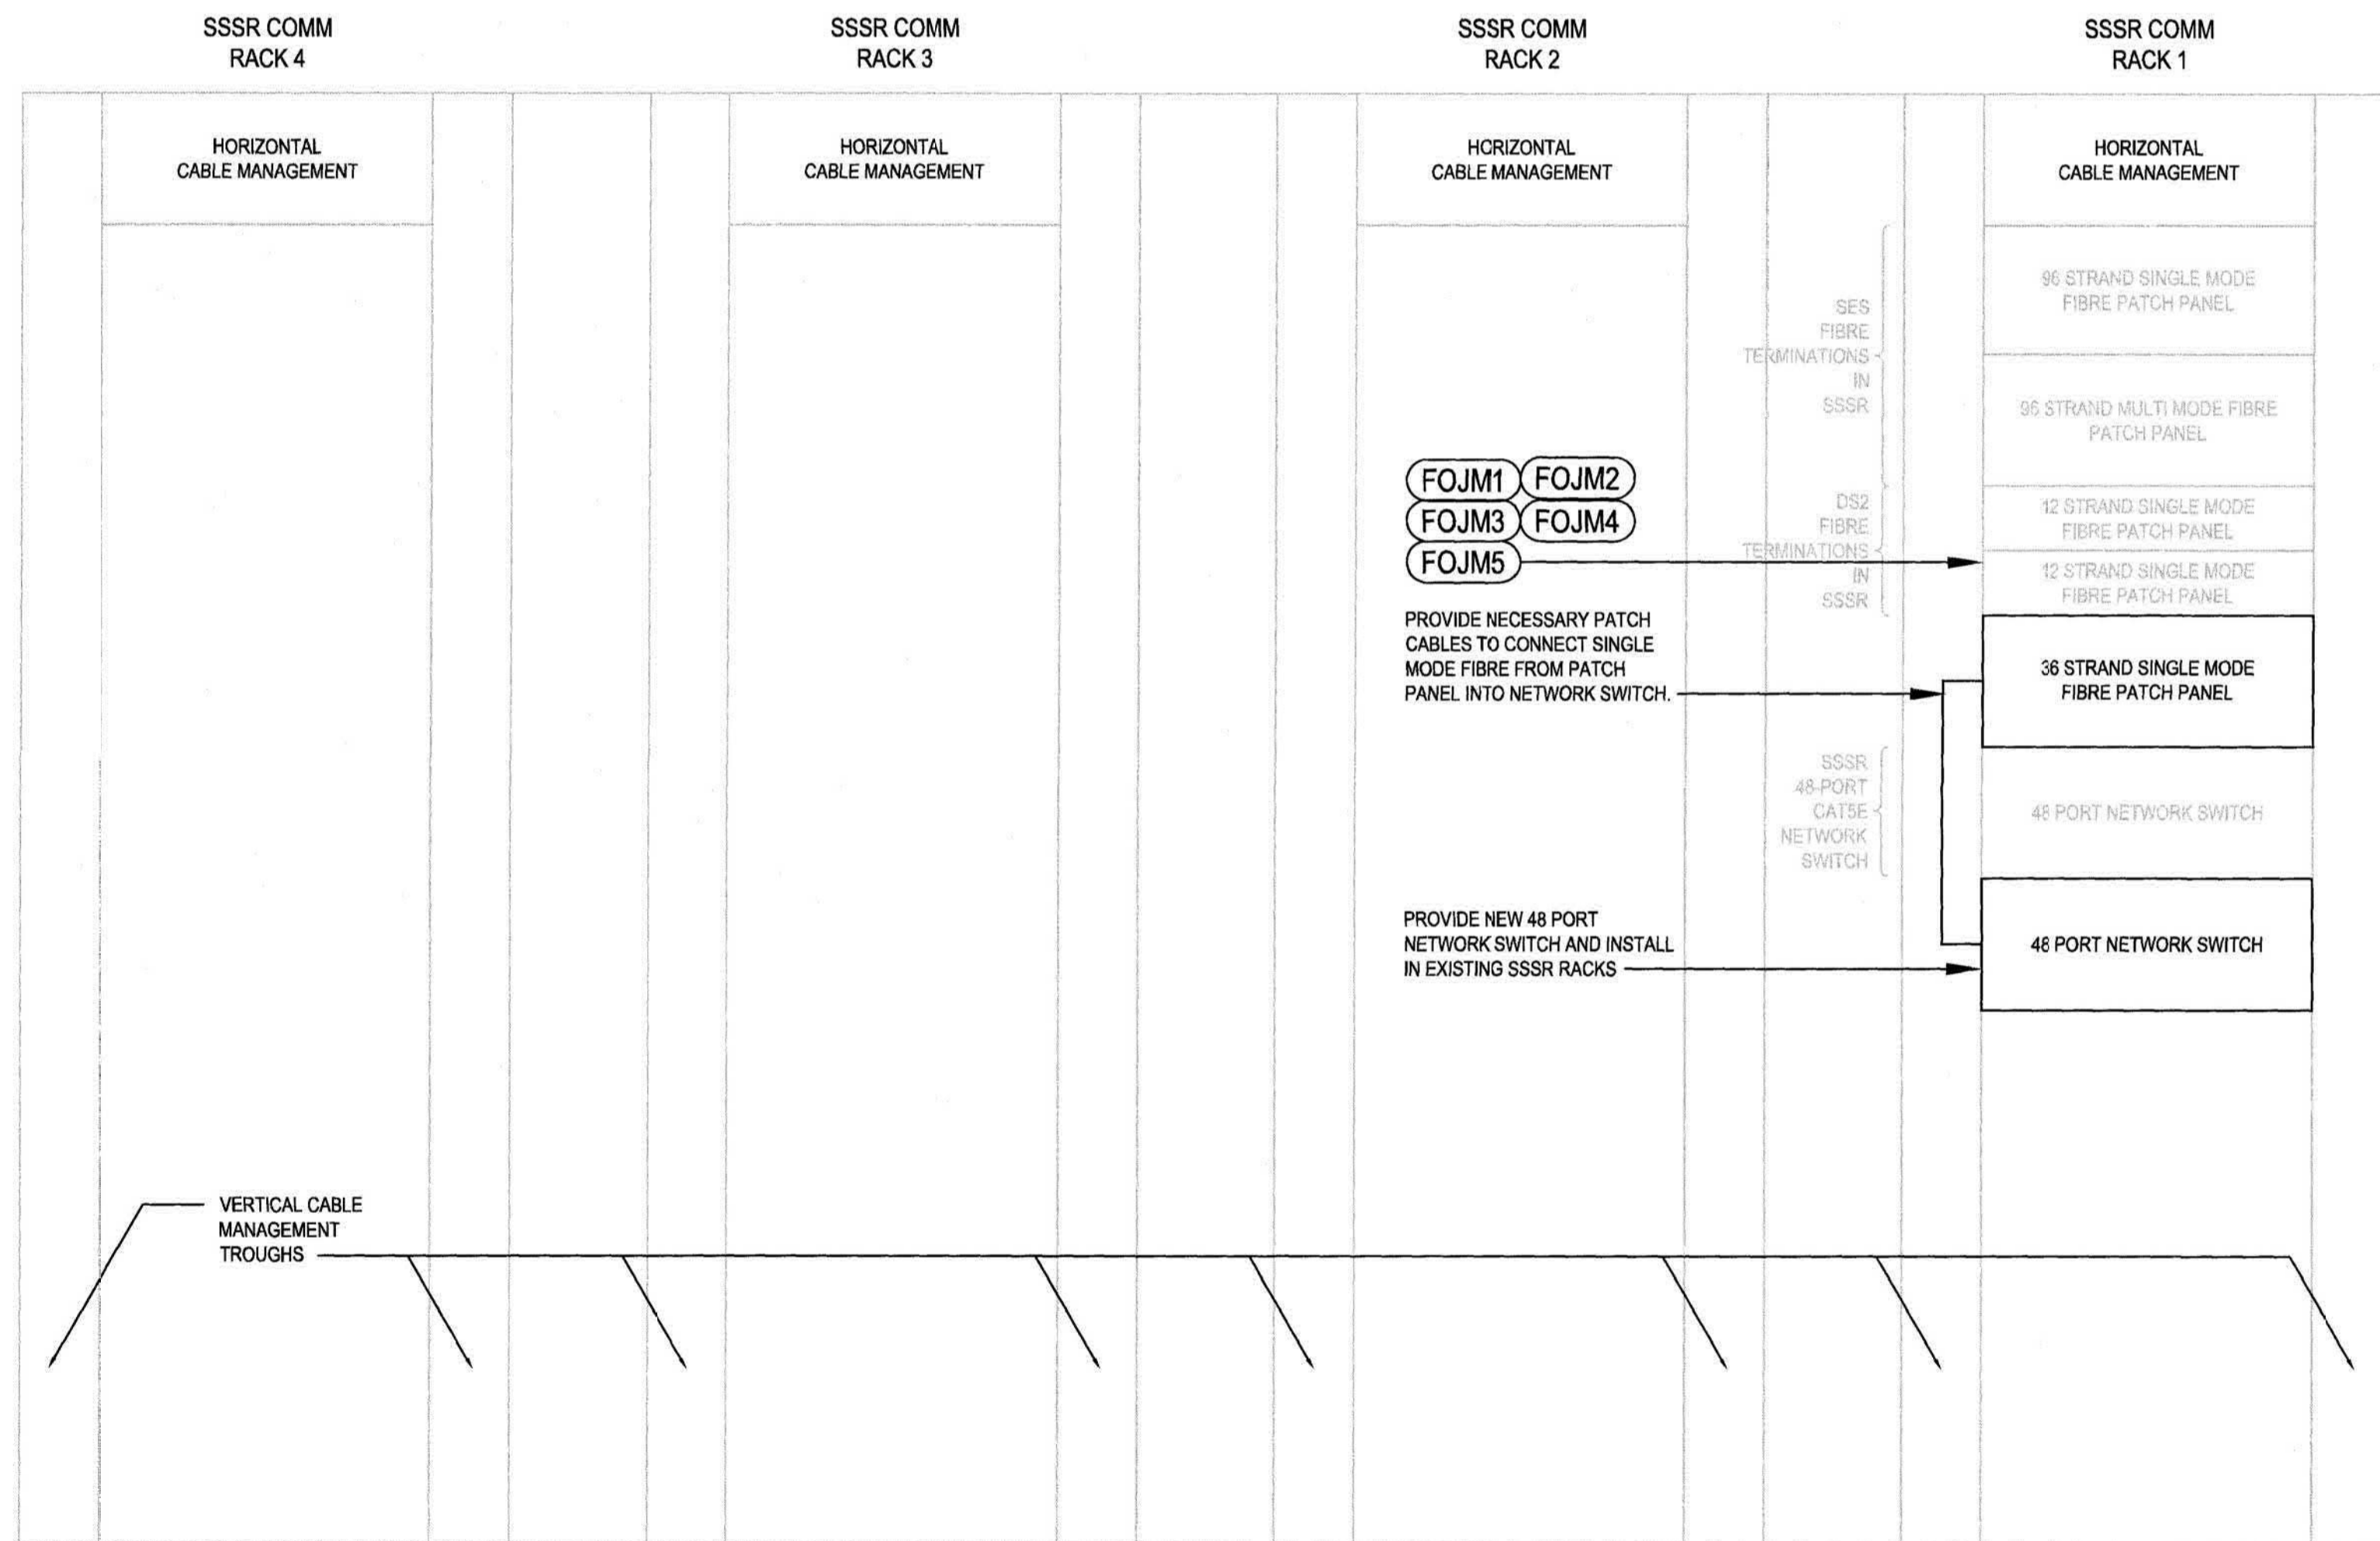 SSSR COMM
RACK 4
SSSR COMM
RACK 3
SSSR COMM
RACK 2
SSSR COMM
RACK 1
HORIZONTAL
CABLE MANAGEMENT
HORIZONTAL
CABLE MANAGEMENT
HORIZONTAL
CABLE MANAGEMENT
HORIZONTAL
CABLE MANAGEMENT
SES
FIBRE
TERMINATIONS
IN
SSSR
96 STRAND SINGLE MODE
FIBRE PATCH PANEL
96 STRAND MULTI MODE FIBRE
PATCH PANEL
FOJM1 FOJM2
FOJM3 FOJM4
FOJM5
DS2
FIBRE
TERMINATIONS
IN
SSSR
12 STRAND SINGLE MODE
FIBRE PATCH PANEL
12 STRAND SINGLE MODE
FIBRE PATCH PANEL
PROVIDE NECESSARY PATCH
CABLES TO CONNECT SINGLE
MODE FIBRE FROM PATCH
PANEL INTO NETWORK SWITCH.
36 STRAND SINGLE MODE
FIBRE PATCH PANEL
SSSR
48-PORT
CAT5E
NETWORK
SWITCH
48 PORT NETWORK SWITCH
PROVIDE NEW 48 PORT
NETWORK SWITCH AND INSTALL
IN EXISTING SSSR RACKS
48 PORT NETWORK SWITCH
VERTICAL CABLE
MANAGEMENT
TROUGHS